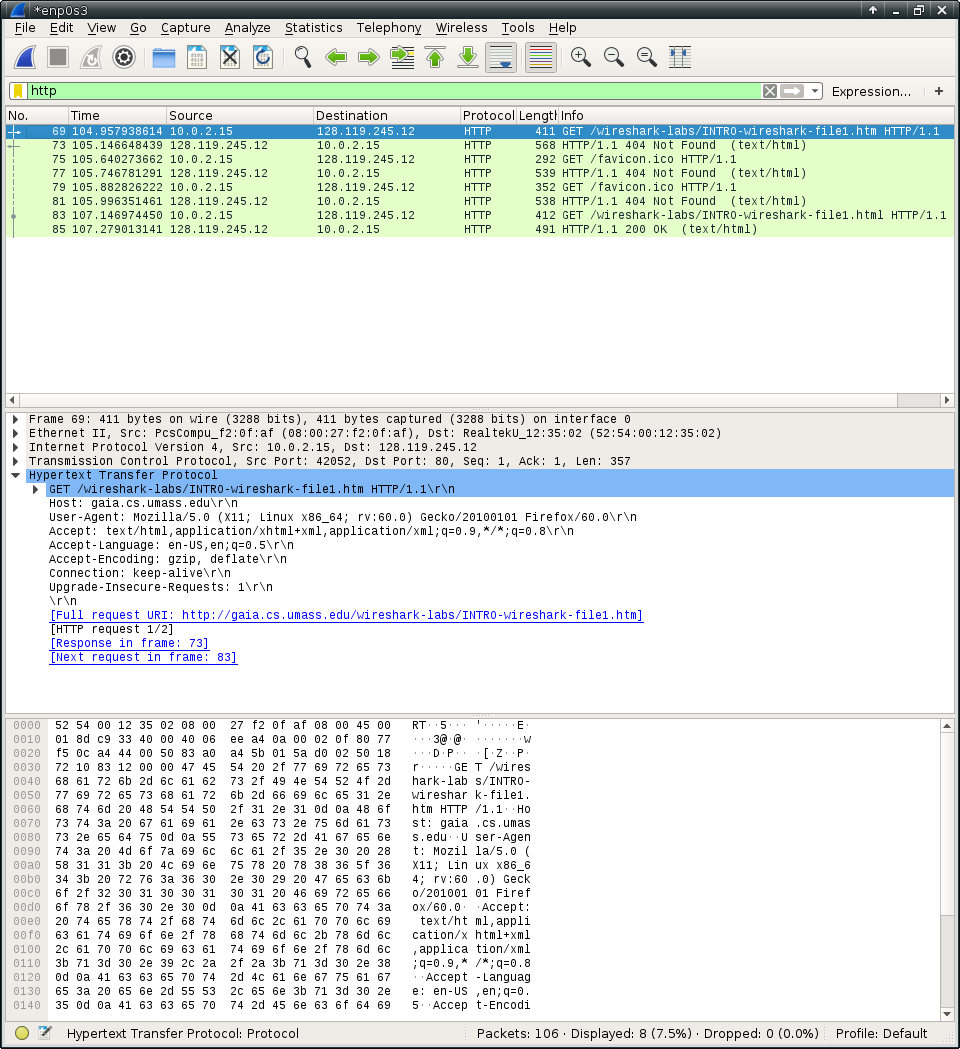 *enp0s3
File Edit View Go Capture Analyze Statistics Telephony Wireless Tools Help
http Expression... +
No. Time Source Destination Protocol Length Info
69 104.957938614 10.0.2.15 128.119.245.12 HTTP 411 GET /wireshark-labs/INTRO-wireshark-file1.htm HTTP/1.1
73 105.146648439 128.119.245.12 10.0.2.15 HTTP 568 HTTP/1.1 404 Not Found (text/html)
75 105.640273662 10.0.2.15 128.119.245.12 HTTP 292 GET /favicon.ico HTTP/1.1
77 105.746781291 128.119.245.12 10.0.2.15 HTTP 539 HTTP/1.1 404 Not Found (text/html)
79 105.882826222 10.0.2.15 128.119.245.12 HTTP 352 GET /favicon.ico HTTP/1.1
81 105.996351461 128.119.245.12 10.0.2.15 HTTP 538 HTTP/1.1 404 Not Found (text/html)
83 107.146974450 10.0.2.15 128.119.245.12 HTTP 412 GET /wireshark-labs/INTRO-wireshark-file1.html HTTP/1.1
85 107.279013141 128.119.245.12 10.0.2.15 HTTP 491 HTTP/1.1 200 OK (text/html)
Frame 69: 411 bytes on wire (3288 bits), 411 bytes captured (3288 bits) on interface 0
Ethernet II, Src: PcsCompu_f2:0f:af (08:00:27:f2:0f:af), Dst: RealtekU_12:35:02 (52:54:00:12:35:02)
Internet Protocol Version 4, Src: 10.0.2.15, Dst: 128.119.245.12
Transmission Control Protocol, Src Port: 42052, Dst Port: 80, Seq: 1, Ack: 1, Len: 357
Hypertext Transfer Protocol
GET /wireshark-labs/INTRO-wireshark-file1.htm HTTP/1.1\r\n
Host: gaia.cs.umass.edu\r\n
User-Agent: Mozilla/5.0 (X11; Linux x86_64; rv:60.0) Gecko/20100101 Firefox/60.0\r\n
Accept: text/html,application/xhtml+xml,application/xml;q=0.9,*/*;q=0.8\r\n
Accept-Language: en-US,en;q=0.5\r\n
Accept-Encoding: gzip, deflate\r\n
Connection: keep-alive\r\n
Upgrade-Insecure-Requests: 1\r\n
\r\n
[Full request URI: http://gaia.cs.umass.edu/wireshark-labs/INTRO-wireshark-file1.htm]
[HTTP request 1/2]
[Response in frame: 73]
[Next request in frame: 83]
0000 52 54 00 12 35 02 08 00 27 f2 0f af 08 00 45 00 RT··5··· '·····E·
0010 01 8d c9 33 40 00 40 06 ee a4 0a 00 02 0f 80 77 ···3@·@· ·······w
0020 f5 0c a4 44 00 50 83 a0 a4 5b 01 5a d0 02 50 18 ···D·P·· ·[·Z··P·
0030 72 10 83 12 00 00 47 45 54 20 2f 77 69 72 65 73 r·····GE T /wires
0040 68 61 72 6b 2d 6c 61 62 73 2f 49 4e 54 52 4f 2d hark-lab s/INTRO-
0050 77 69 72 65 73 68 61 72 6b 2d 66 69 6c 65 31 2e wireshar k-file1.
0060 68 74 6d 20 48 54 54 50 2f 31 2e 31 0d 0a 48 6f htm HTTP /1.1··Ho
0070 73 74 3a 20 67 61 69 61 2e 63 73 2e 75 6d 61 73 st: gaia .cs.umas
0080 73 2e 65 64 75 0d 0a 55 73 65 72 2d 41 67 65 6e s.edu··U ser-Agen
0090 74 3a 20 4d 6f 7a 69 6c 6c 61 2f 35 2e 30 20 28 t: Mozil la/5.0 (
00a0 58 31 31 3b 20 4c 69 6e 75 78 20 78 38 36 5f 36 X11; Lin ux x86_6
00b0 34 3b 20 72 76 3a 36 30 2e 30 29 20 47 65 63 6b 4; rv:60 .0) Geck
00c0 6f 2f 32 30 31 30 30 31 30 31 20 46 69 72 65 66 o/201001 01 Firef
00d0 6f 78 2f 36 30 2e 30 0d 0a 41 63 63 65 70 74 3a ox/60.0· ·Accept:
00e0 20 74 65 78 74 2f 68 74 6d 6c 2c 61 70 70 6c 69 text/ht ml,appli
00f0 63 61 74 69 6f 6e 2f 78 68 74 6d 6c 2b 78 6d 6c cation/x html+xml
0100 2c 61 70 70 6c 69 63 61 74 69 6f 6e 2f 78 6d 6c ,applica tion/xml
0110 3b 71 3d 30 2e 39 2c 2a 2f 2a 3b 71 3d 30 2e 38 ;q=0.9,* /*;q=0.8
0120 0d 0a 41 63 63 65 70 74 2d 4c 61 6e 67 75 61 67 ··Accept -Languag
0130 65 3a 20 65 6e 2d 55 53 2c 65 6e 3b 71 3d 30 2e e: en-US ,en;q=0.
0140 35 0d 0a 41 63 63 65 70 74 2d 45 6e 63 6f 64 69 5··Accep t-Encodi
Hypertext Transfer Protocol: Protocol Packets: 106 · Displayed: 8 (7.5%) · Dropped: 0 (0.0%) Profile: Default